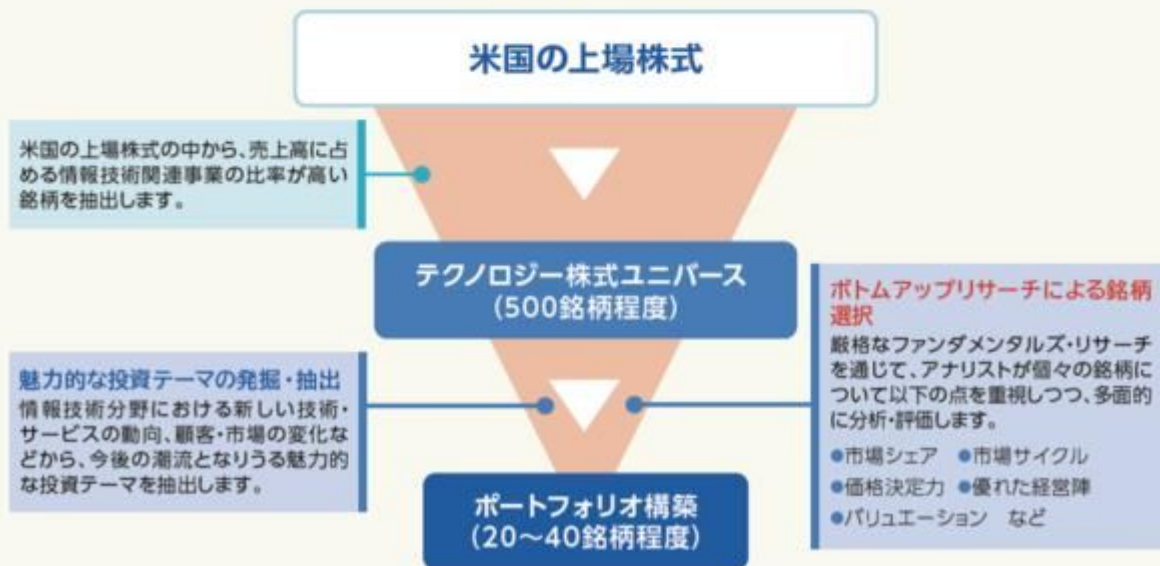 米国の上場株式
米国の上場株式の中から、売上高に占
める情報技術関連事業の比率が高い
銘柄を抽出します。
テクノロジー株式ユニバース
(500銘柄程度)
魅力的な投資テーマの発掘・抽出
情報技術分野における新しい技術・
サービスの動向、顧客・市場の変化な
どから、今後の潮流となりうる魅力的
な投資テーマを抽出します。
ボトムアップリサーチによる銘柄
選択
厳格なファンダメンタルズ・リサーチ
を通じて、アナリストが個々の銘柄に
ついて以下の点を重視しつつ、多面的
に分析・評価します。
●市場シェア ●市場サイクル
●価格決定力 ●優れた経営陣
●バリュエーション など
ポートフォリオ構築
(20～40銘柄程度)